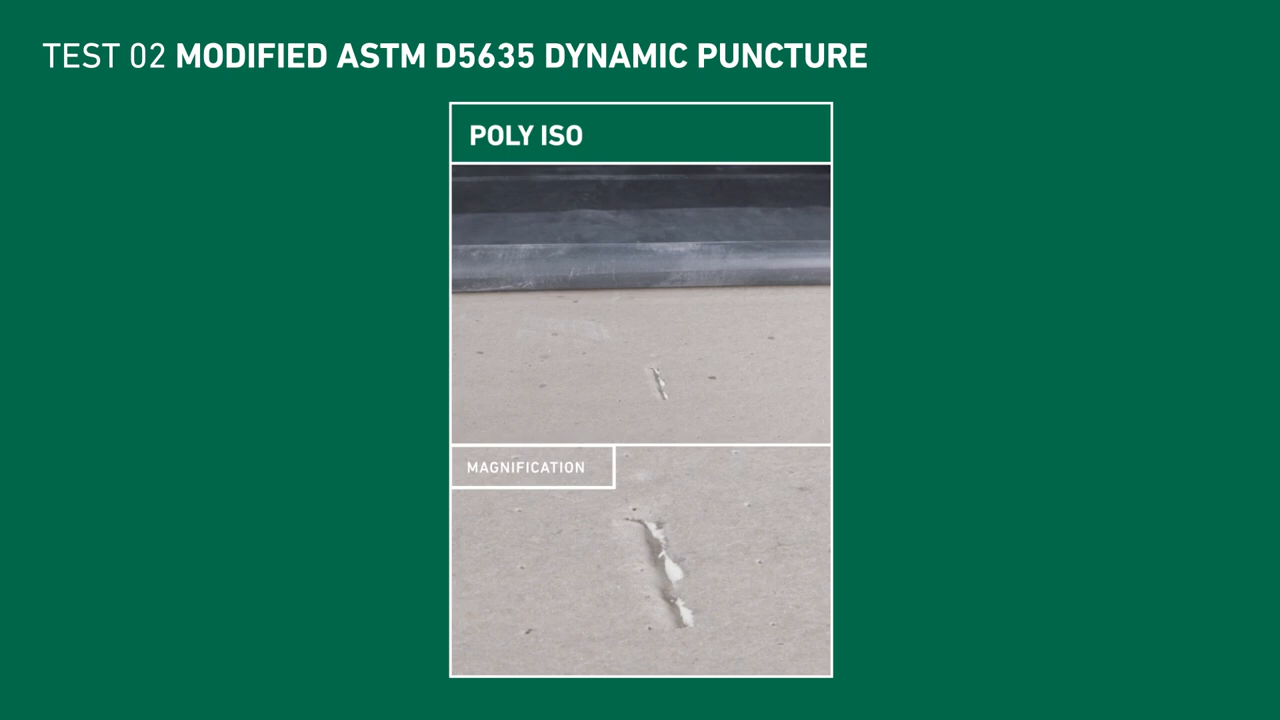 TEST 02 MODIFIED ASTM D5635 DYNAMIC PUNCTURE
POLY ISO
MAGNIFICATION